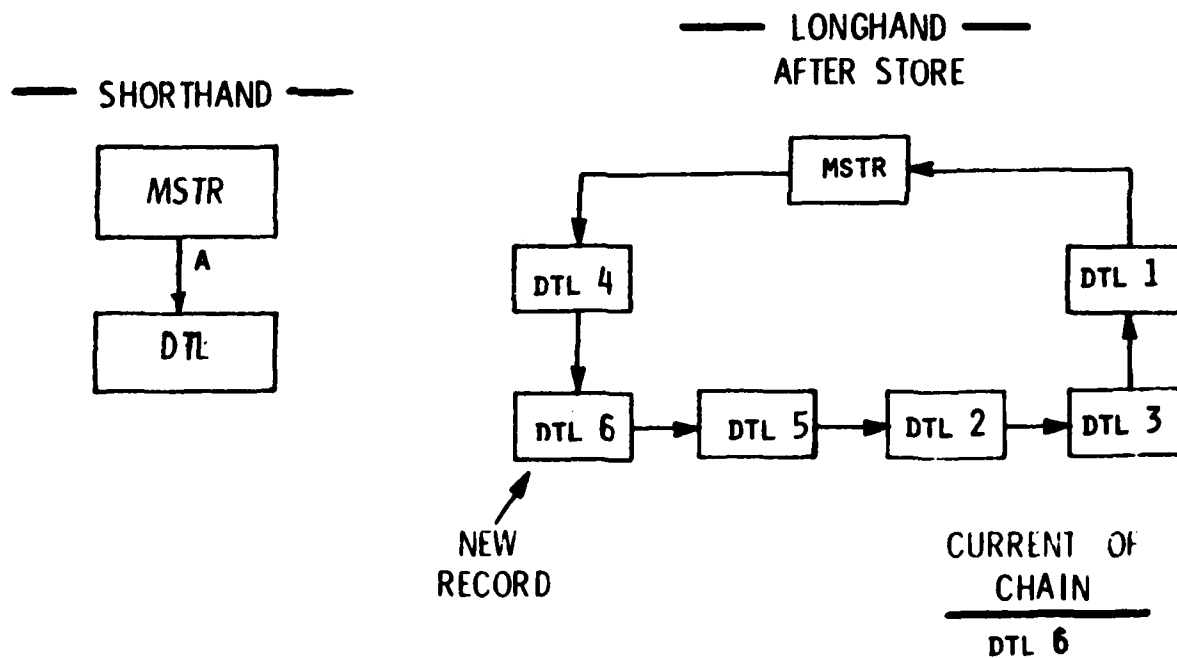 SHORTHAND
MSTR
A
DTL
LONGHAND
AFTER STORE
MSTR
DTL 4
DTL 1
DTL 6
DTL 5
DTL 2
DTL 3
NEW
RECORD
CURRENT OF
CHAIN
DTL 6